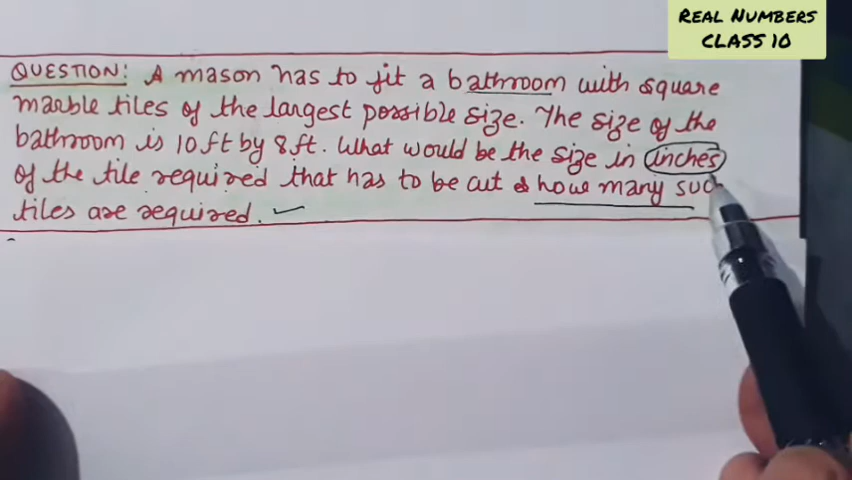 REAL NUMBERS
CLASS 10
QUESTION: A mason has to fit a bathroom with square
marble tiles of the largest possible size. The size of the
bathroom is 10 ft by 8 ft. What would be the size in inches
of the tile required that has to be cut & how many
tiles are required.